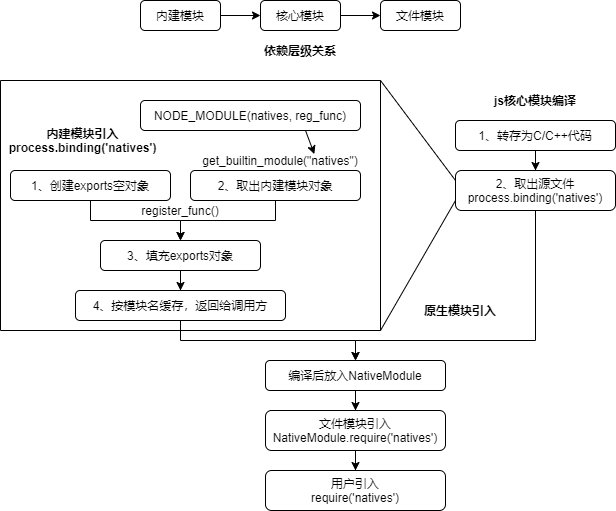 内建模块
核心模块
文件模块
依赖层级关系
js核心模块编译
NODE_MODULE(natives, reg_func)
内建模块引入
process.binding('natives')
1、转存为C/C++代码
get_builtin_module("natives")
1、创建exports空对象
2、取出内建模块对象
2、取出源文件
process.binding('natives')
register_func()
3、填充exports对象
4、按模块名缓存，返回给调用方
原生模块引入
编译后放入NativeModule
文件模块引入
NativeModule.require('natives')
用户引入
require('natives')